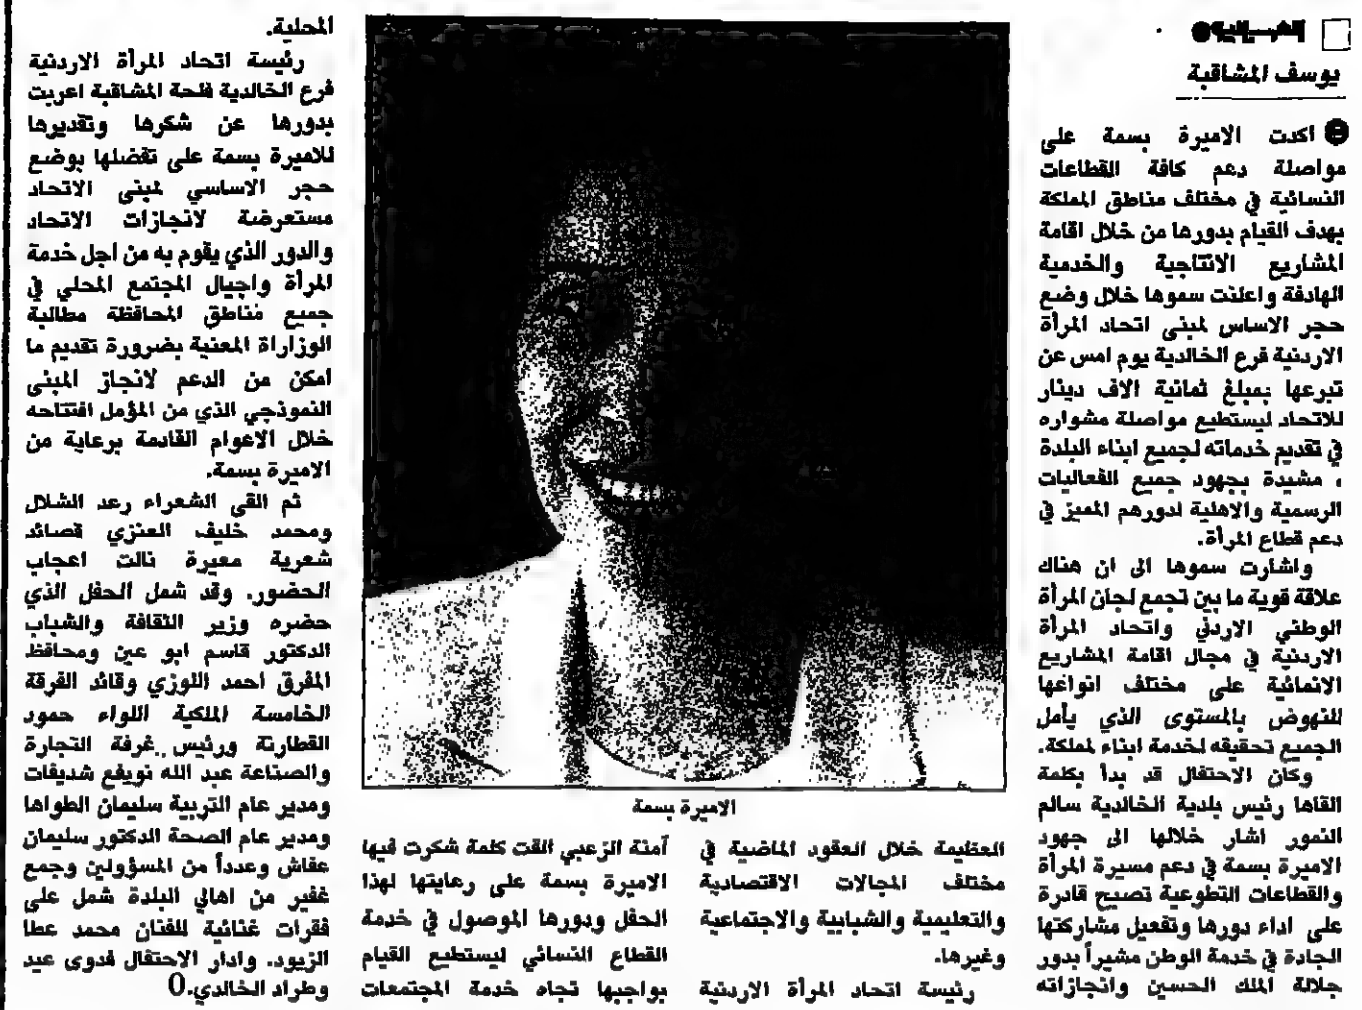 يوسف المشاقبة
اكدت الاميرة بسمة على
مواصلة دعم كافة القطاعات
النسائية في مختلف مناطق المملكة
بهدف القيام بدورها من خلال اقامة
المشاريع الانتاجية والخدمية
الهادفة واعلنت سموها خلال وضع
حجر الاساس لمبنى اتحاد المرأة
الاردنية فرع الخالدية يوم امس عن
تبرعها بمبلغ ثمانية الاف دينار
للاتحاد ليستطيع مواصلة مشواره
في تقديم خدماته لجميع ابناء البلدة
، مشيدة بجهود جميع الفعاليات
الرسمية والاهلية لدورهم المميز في
دعم قطاع المرأة.
واشارت سموها الى ان هناك
علاقة قوية ما بين تجمع لجان المرأة
الوطني الاردني واتحاد المرأة
الاردنية في مجال اقامة المشاريع
الانمائية على مختلف انواعها
للنهوض بالمستوى الذي يأمل
الجميع تحقيقه لخدمة ابناء لمملكة.
وكان الاحتفال قد بدأ بكلمة
القاها رئيس بلدية الخالدية سالم
النمور اشار خلالها الى جهود
الاميرة بسمة في دعم مسيرة المرأة
والقطاعات التطوعية تصبح قادرة
على اداء دورها وتفعيل مشاركتها
الجادة في خدمة الوطن مشيراً بدور
جلالة الملك الحسين وانجازاته
الاميرة بسمة
العظيمة خلال العقود الماضية في
مختلف المجالات الاقتصادية
والتعليمية والشبابية والاجتماعية
وغيرها.
رئيسة اتحاد المرأة الاردنية
آمنة الزعبي القت كلمة شكرت فيها
الاميرة بسمة على رعايتها لهذا
الحفل ودورها الموصول في خدمة
القطاع النسائي ليستطيع القيام
بواجبها تجاه خدمة المجتمعات
المحلية.
رئيسة اتحاد المرأة الاردنية
فرع الخالدية فلحة المشاقبة اعربت
بدورها عن شكرها وتقديرها
للاميرة بسمة على تفضلها بوضع
حجر الاساسي لمبنى الاتحاد
مستعرضة لانجازات الاتحاد
والدور الذي يقوم به من اجل خدمة
المرأة واجيال المجتمع المحلي في
جميع مناطق المحافظة مطالبة
الوزاراة المعنية بضرورة تقديم ما
امكن من الدعم لانجاز المبنى
النموذجي الذي من المؤمل افتتاحه
خلال الاعوام القادمة برعاية من
الاميرة بسمة.
ثم القى الشعراء رعد الشلال
ومحمد خليف العنزي قصائد
شعرية معبرة نالت اعجاب
الحضور. وقد شمل الحفل الذي
حضره وزير الثقافة والشباب
الدكتور قاسم ابو عين ومحافظ
المفرق احمد اللوزي وقائد الفرقة
الخامسة الملكية اللواء حمود
القطارنة ورئيس غرفة التجارة
والصناعة عبد الله نويفع شديفات
ومدير عام التربية سليمان الطواها
ومدير عام الصحة الدكتور سليمان
عفاش وعدداً من المسؤولين وجمع
غفير من اهالي البلدة شمل على
فقرات غنائية للفنان محمد عطا
الزيود. وادار الاحتفال فدوى عيد
وطراد الخالدي.O